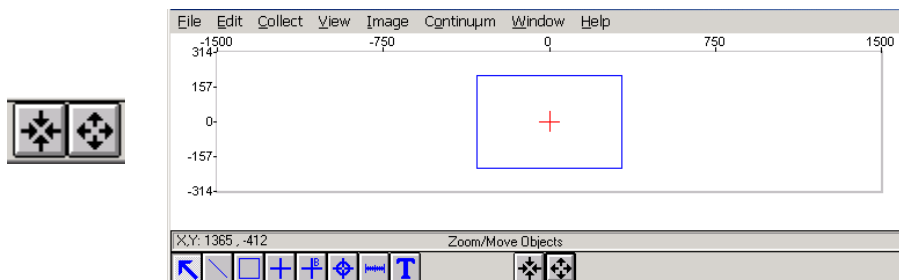 File Edit Collect View Image Continuµm Window Help
-1500 -750 0 750 1500
314
157
0
-157
-314
X,Y: 1365 , -412 Zoom/Move Objects
B T